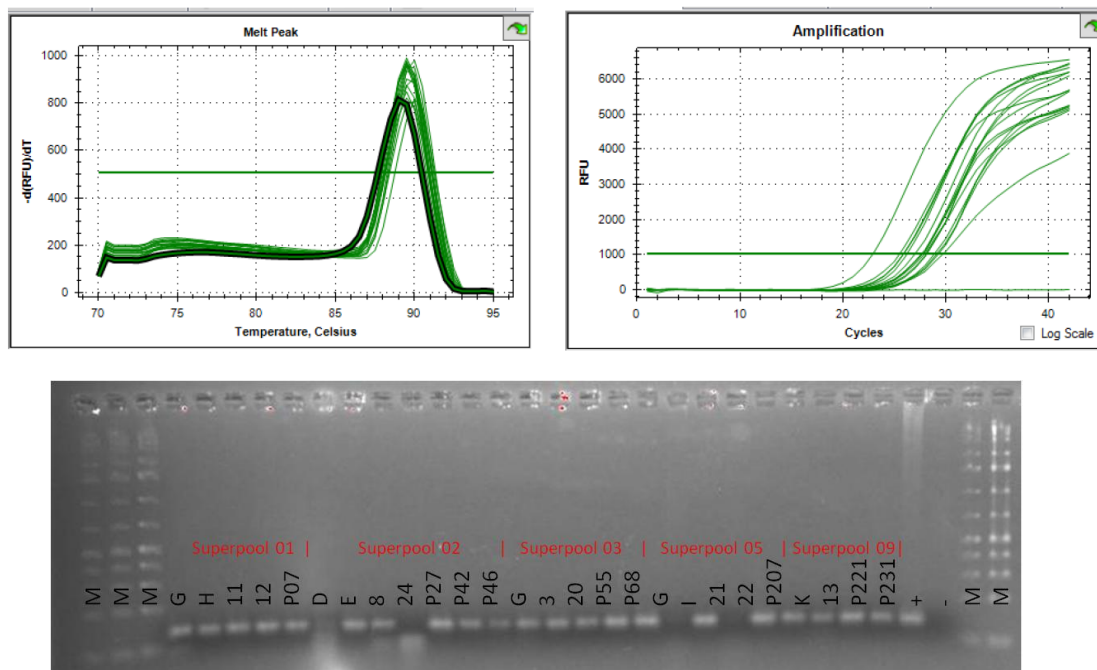 Melt Peak
1000
800
600
400
200
0
-d(RFU)/dT
70 75 80 85 90 95
Temperature, Celsius
Amplification
6000
5000
4000
3000
2000
1000
0
RFU
0 10 20 30 40
Cycles
Log Scale
Superpool 01 | Superpool 02 | Superpool 03 | Superpool 05 | Superpool 09 |
M M M G H 11 12 P07 D E 8 24 P27 P42 P46 G 3 20 P55 P68 G I 21 22 P207 K 13 P221 P231 + - M M